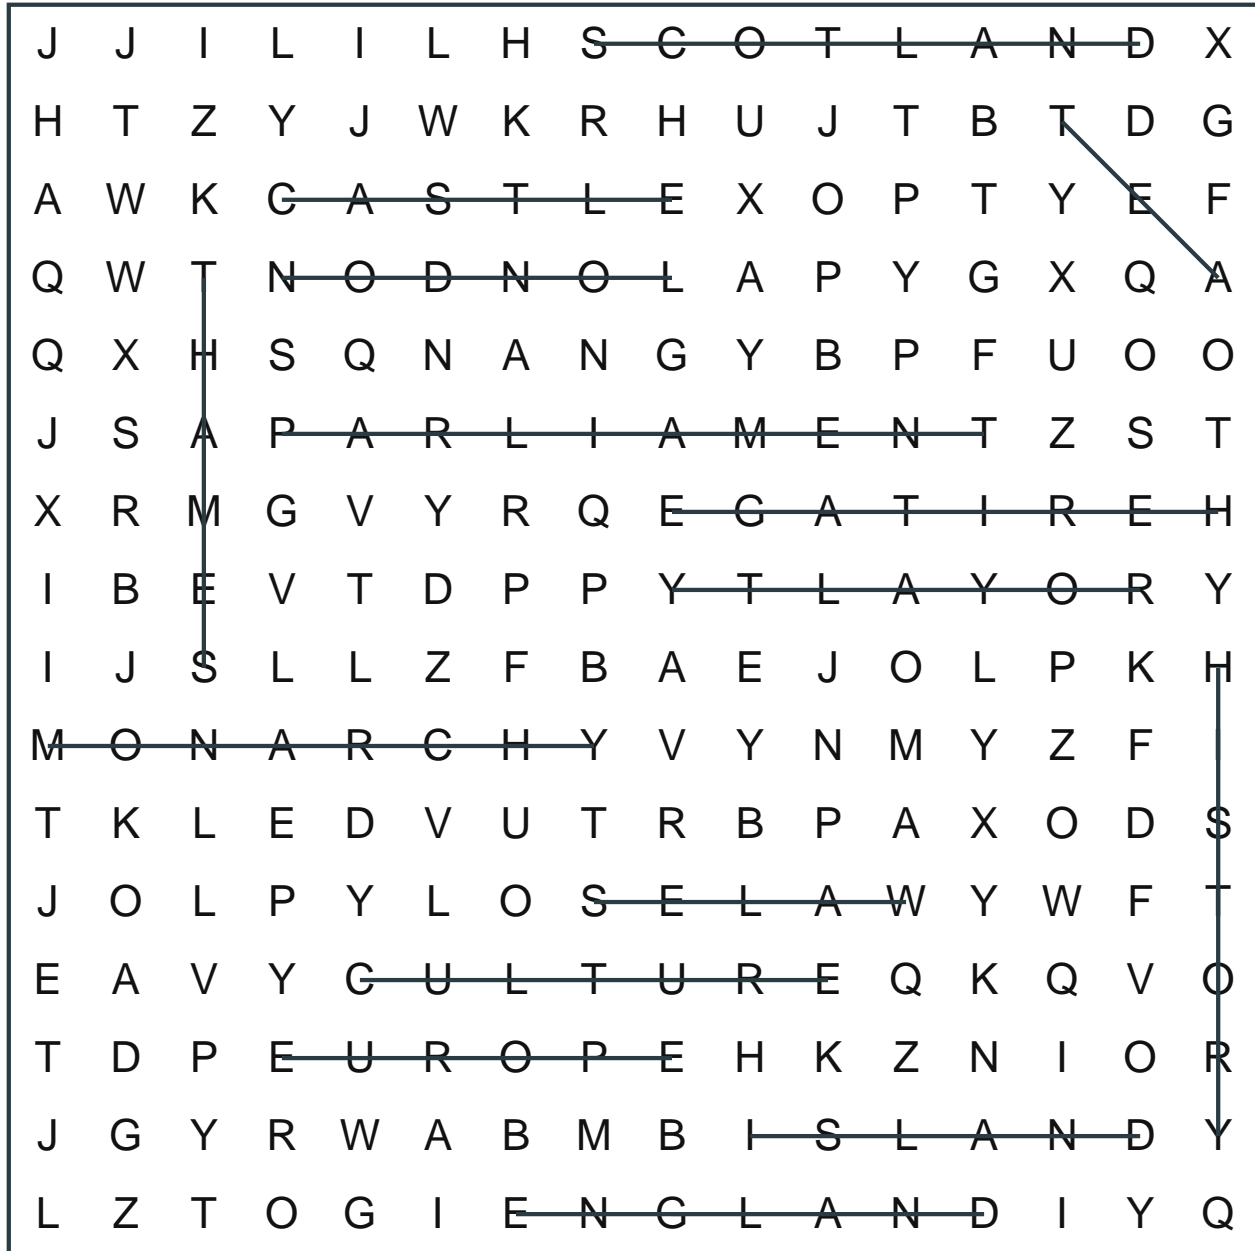 J J I L I L H S C O T L A N D X
H T Z Y J W K R H U J T B T D G
A W K C A S T L E X O P T Y E F
Q W T N O D N O L A P Y G X Q A
Q X H S Q N A N G Y B P F U O O
J S A P A R L I A M E N T Z S T
X R M G V Y R Q E G A T I R E H
I B E V T D P P Y T L A Y O R Y
I J S L L Z F B A E J O L P K H
M O N A R C H Y V Y N M Y Z F I
T K L E D V U T R B P A X O D S
J O L P Y L O S E L A W Y W F T
E A V Y C U L T U R E Q K Q V O
T D P E U R O P E H K Z N I O R
J G Y R W A B M B I S L A N D Y
L Z T O G I E N G L A N D I Y Q